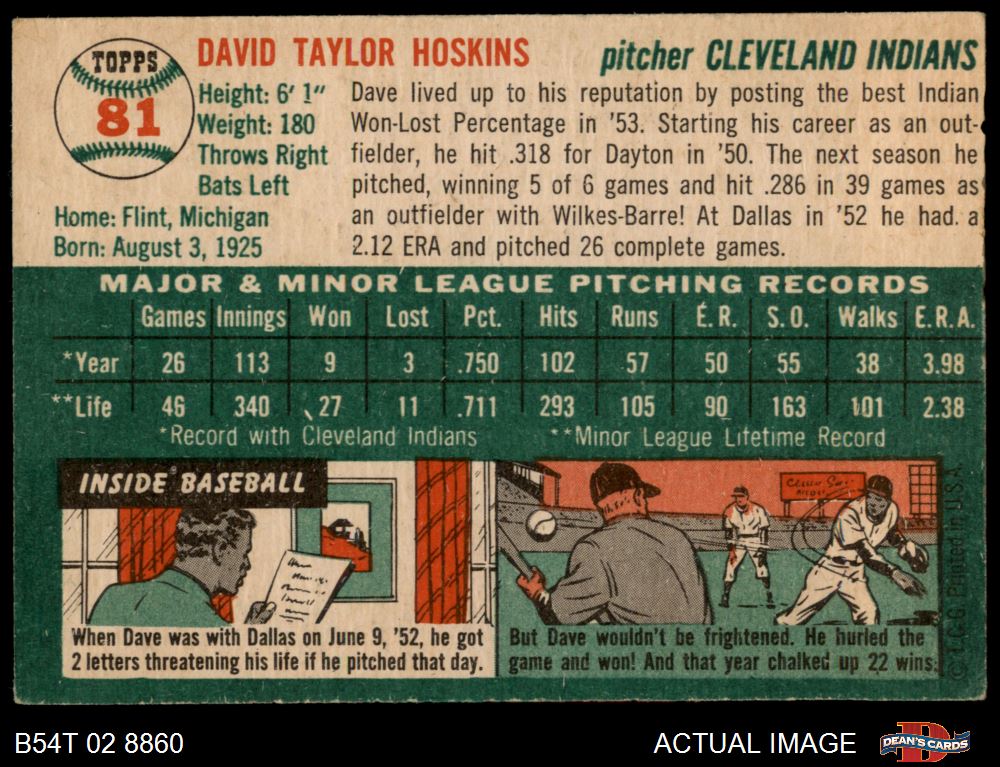 TOPPS
81
DAVID TAYLOR HOSKINS
pitcher CLEVELAND INDIANS
Height: 6' 1"
Weight: 180
Throws Right
Bats Left
Home: Flint, Michigan
Born: August 3, 1925
Dave lived up to his reputation by posting the best Indian
Won-Lost Percentage in '53. Starting his career as an out-
fielder, he hit .318 for Dayton in '50. The next season he
pitched, winning 5 of 6 games and hit .286 in 39 games as
an outfielder with Wilkes-Barre! At Dallas in '52 he had a
2.12 ERA and pitched 26 complete games.
MAJOR & MINOR LEAGUE PITCHING RECORDS
Games Innings Won Lost Pct. Hits Runs E.R. S.O. Walks E.R.A.
*Year 26 113 9 3 .750 102 57 50 55 38 3.98
**Life 46 340 27 11 .711 293 105 90 163 101 2.38
*Record with Cleveland Indians **Minor League Lifetime Record
INSIDE BASEBALL
When Dave was with Dallas on June 9, '52, he got
2 letters threatening his life if he pitched that day.
But Dave wouldn't be frightened. He hurled the
game and won! And that year chalked up 22 wins.
© T.C.G. Printed in U.S.A.
B54T 02 8860
ACTUAL IMAGE
DEAN'S CARDS